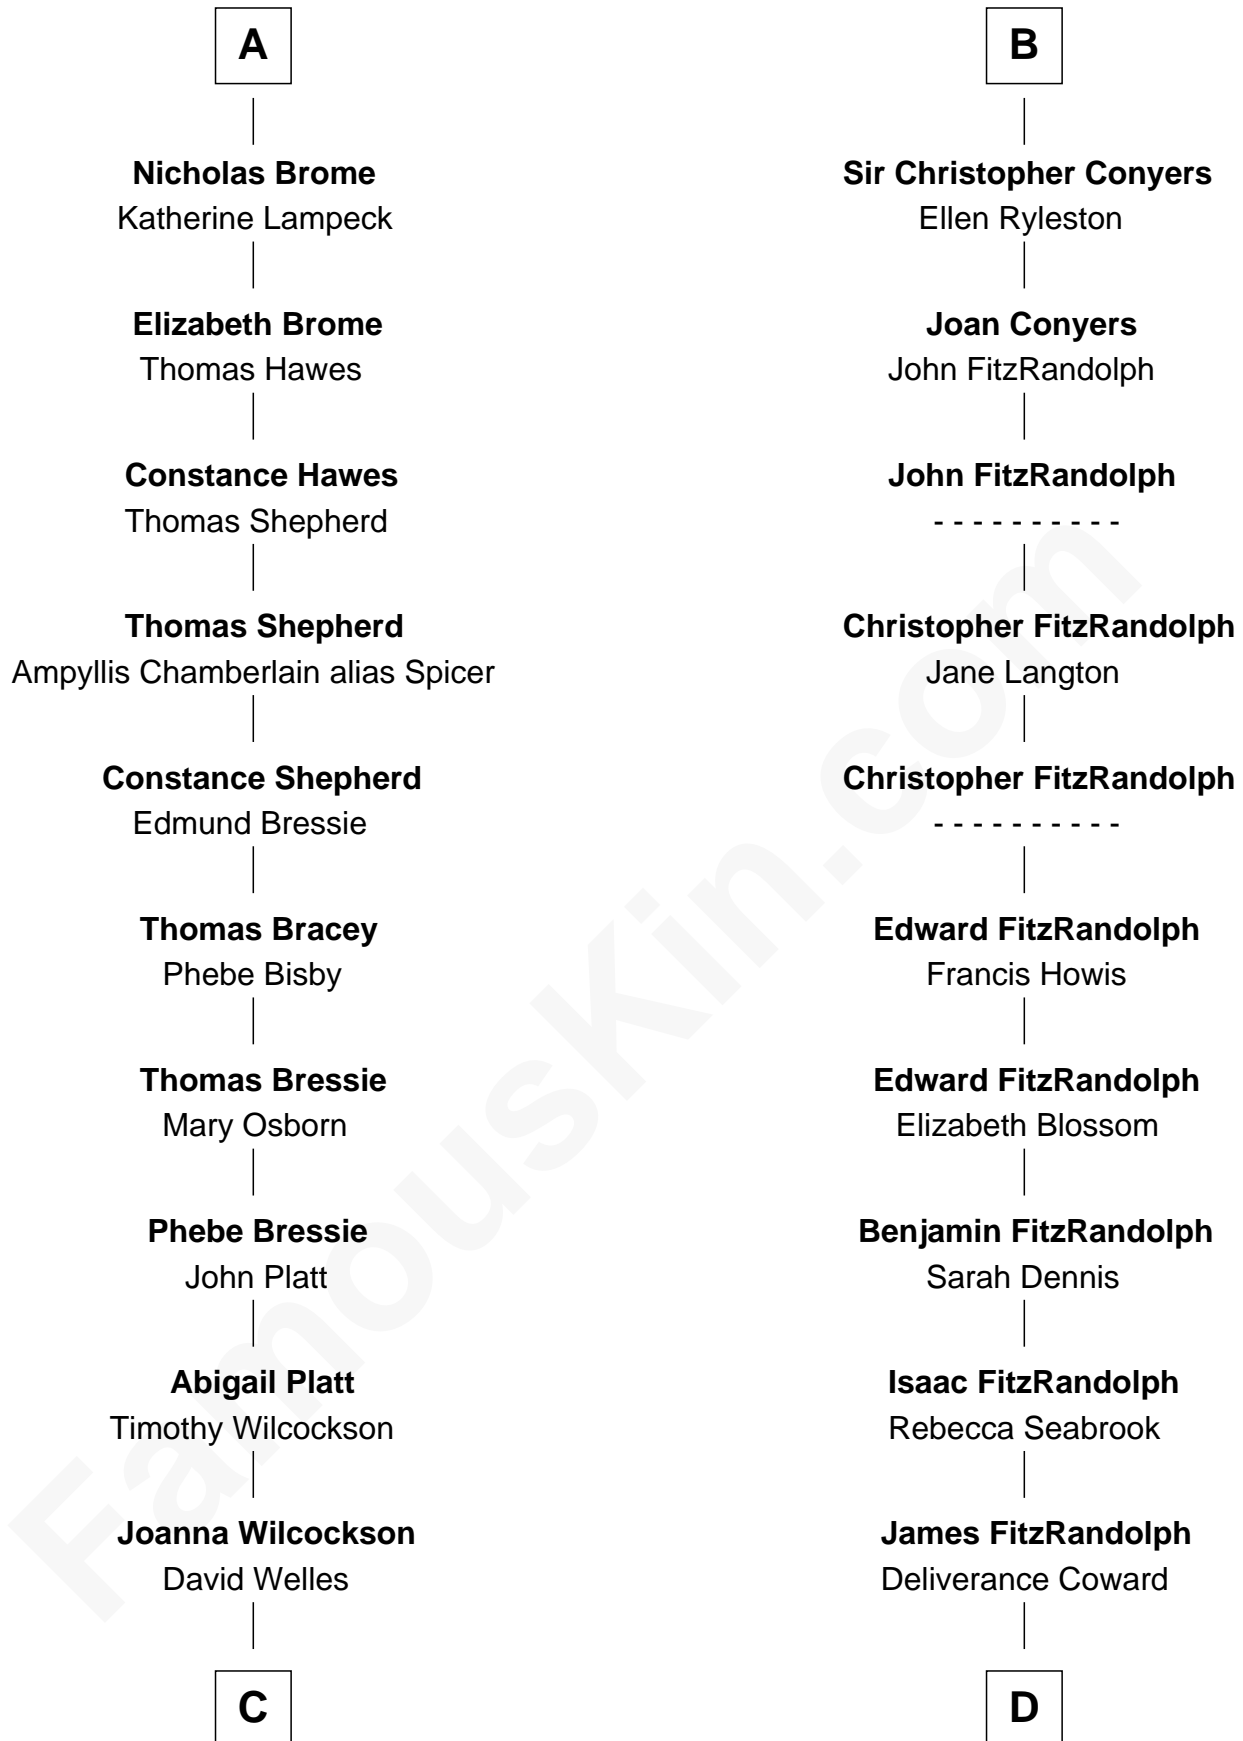 A
Nicholas Brome
Katherine Lampeck
Elizabeth Brome
Thomas Hawes
Constance Hawes
Thomas Shepherd
Thomas Shepherd
Ampyllis Chamberlain alias Spicer
Constance Shepherd
Edmund Bressie
Thomas Bracey
Phebe Bisby
Thomas Bressie
Mary Osborn
Phebe Bressie
John Platt
Abigail Platt
Timothy Wilcockson
Joanna Wilcockson
David Welles
C
B
Sir Christopher Conyers
Ellen Ryleston
Joan Conyers
John FitzRandolph
John FitzRandolph
- - - - - - - - - -
Christopher FitzRandolph
Jane Langton
Christopher FitzRandolph
- - - - - - - - - -
Edward FitzRandolph
Francis Howis
Edward FitzRandolph
Elizabeth Blossom
Benjamin FitzRandolph
Sarah Dennis
Isaac FitzRandolph
Rebecca Seabrook
James FitzRandolph
Deliverance Coward
D
FamousKin.com